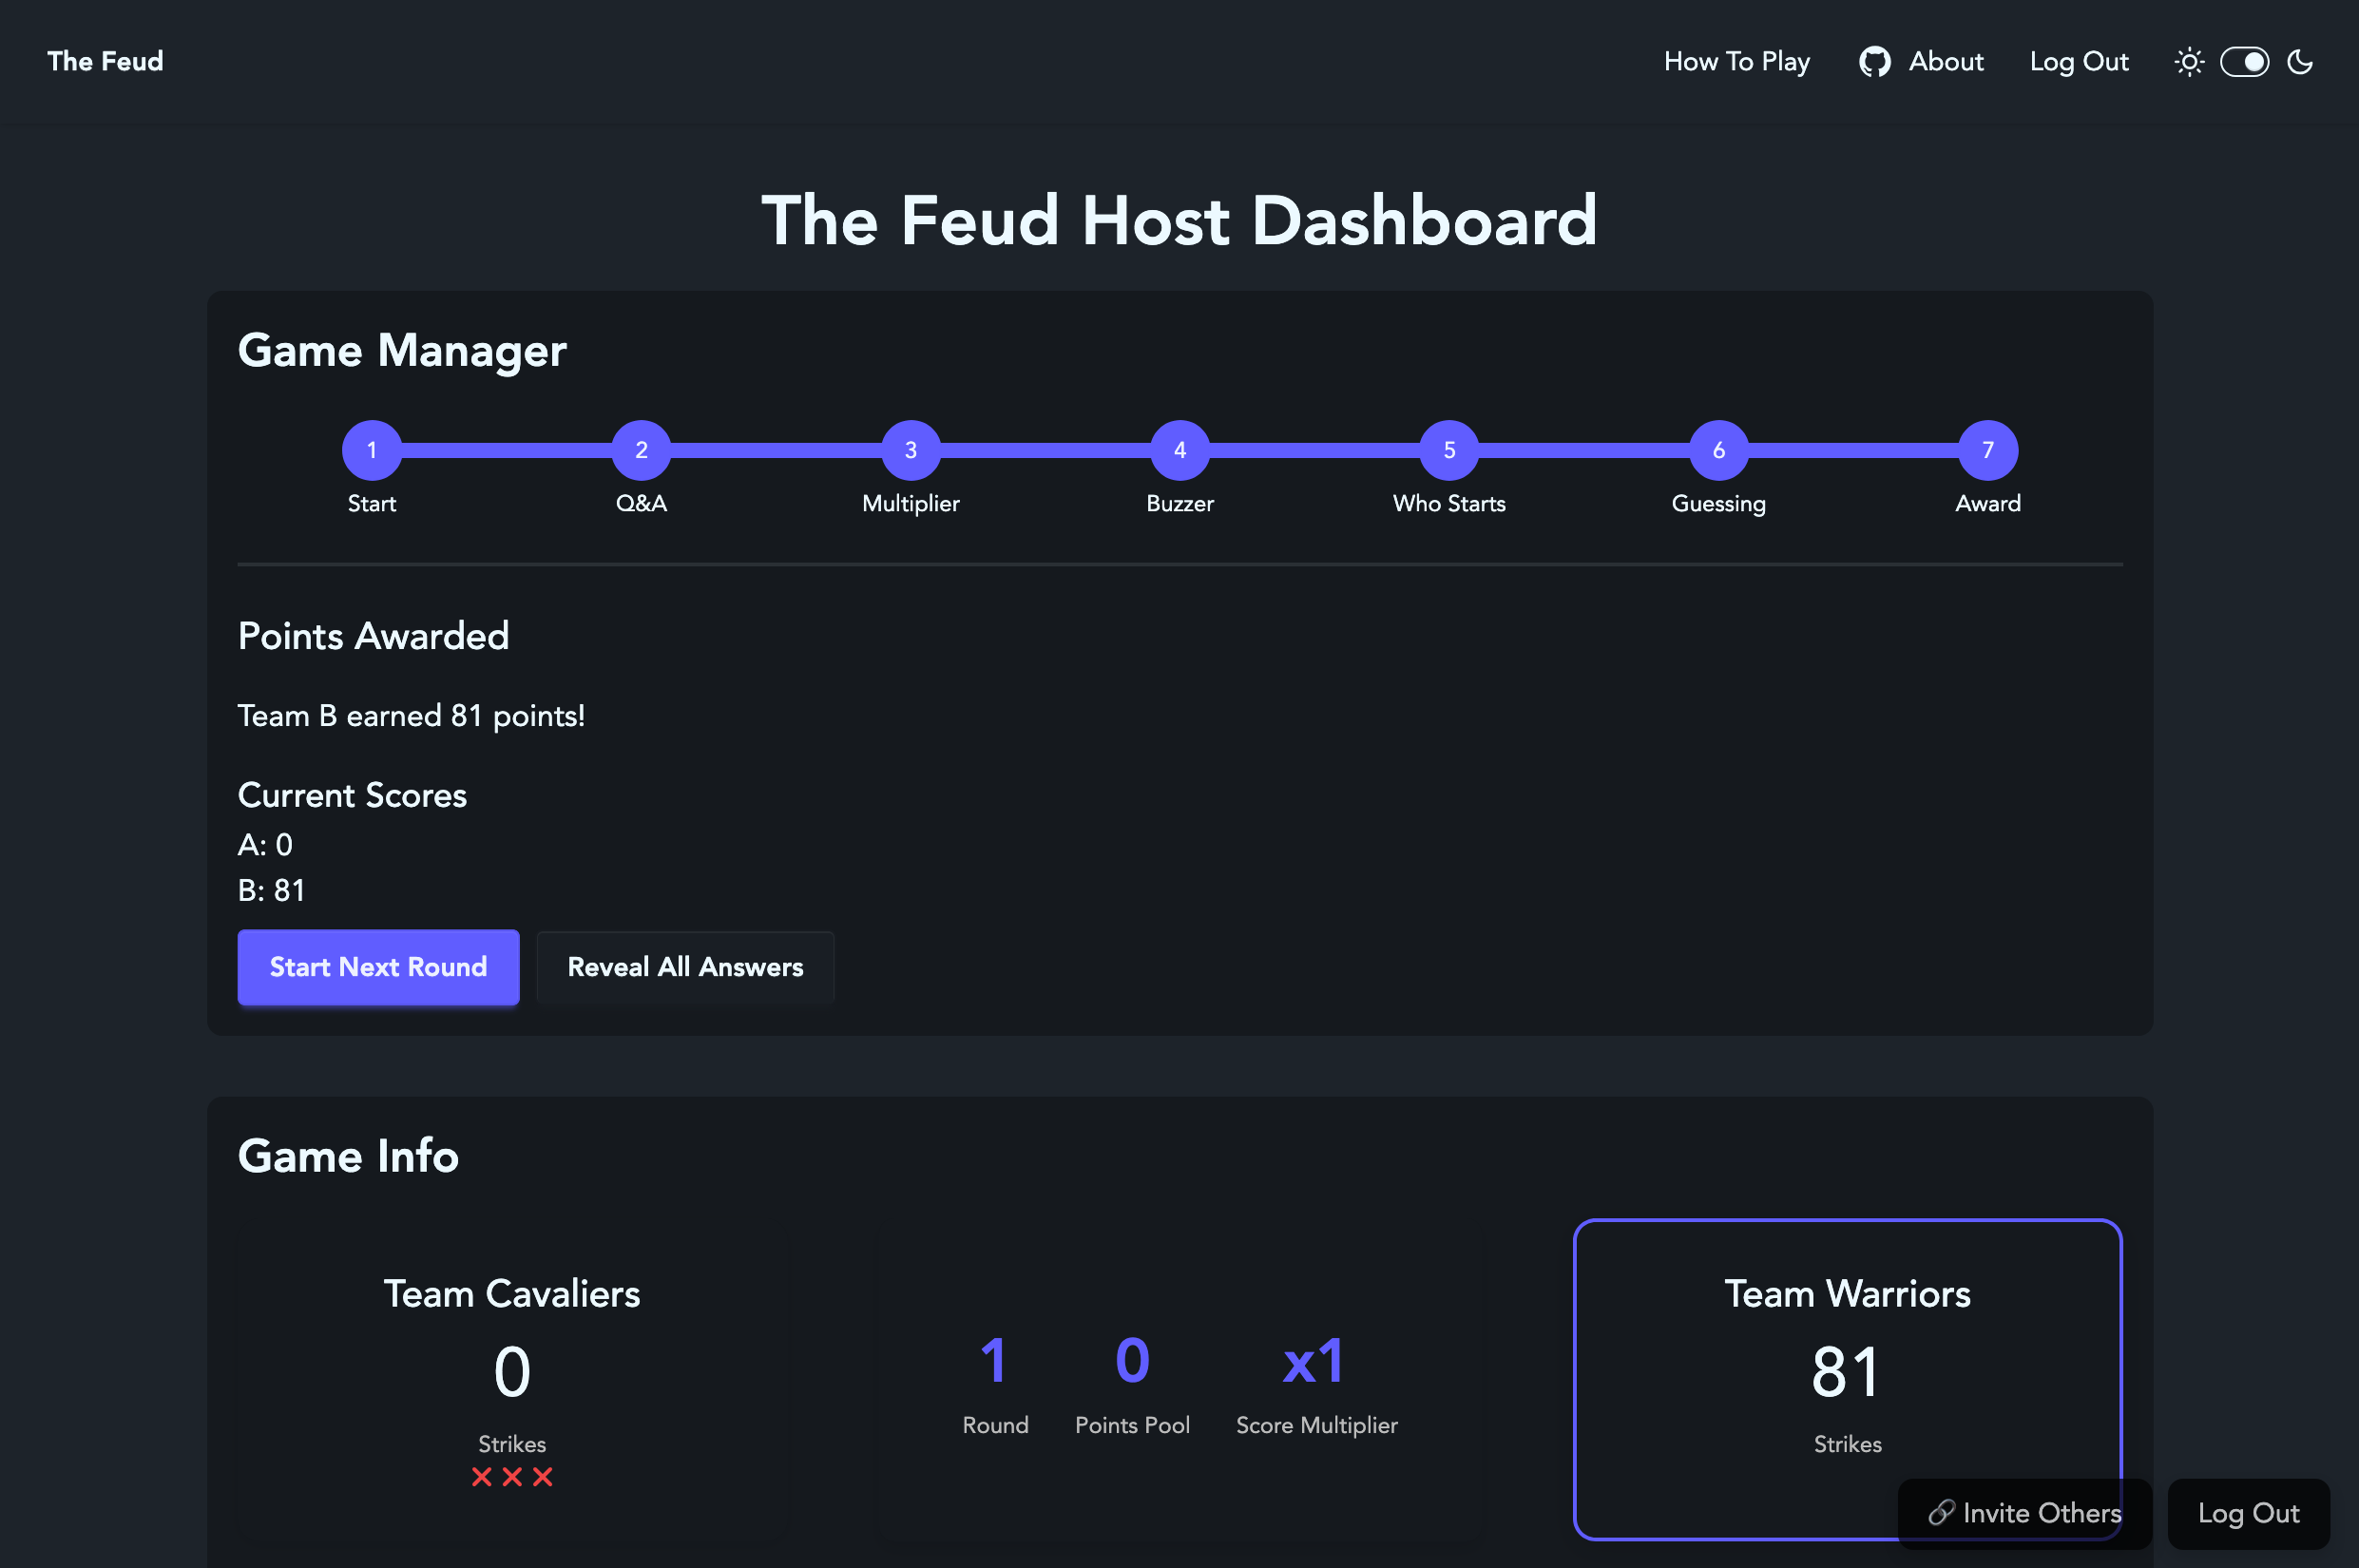 The Feud
How To Play
About
Log Out
The Feud Host Dashboard
Game Manager
1 2 3 4 5 6 7
Start Q&A Multiplier Buzzer Who Starts Guessing Award
Points Awarded
Team B earned 81 points!
Current Scores
A: 0
B: 81
Start Next Round
Reveal All Answers
Game Info
Team Cavaliers
0
Strikes
1 0 x1
Round Points Pool Score Multiplier
Team Warriors
81
Strikes
Invite Others
Log Out